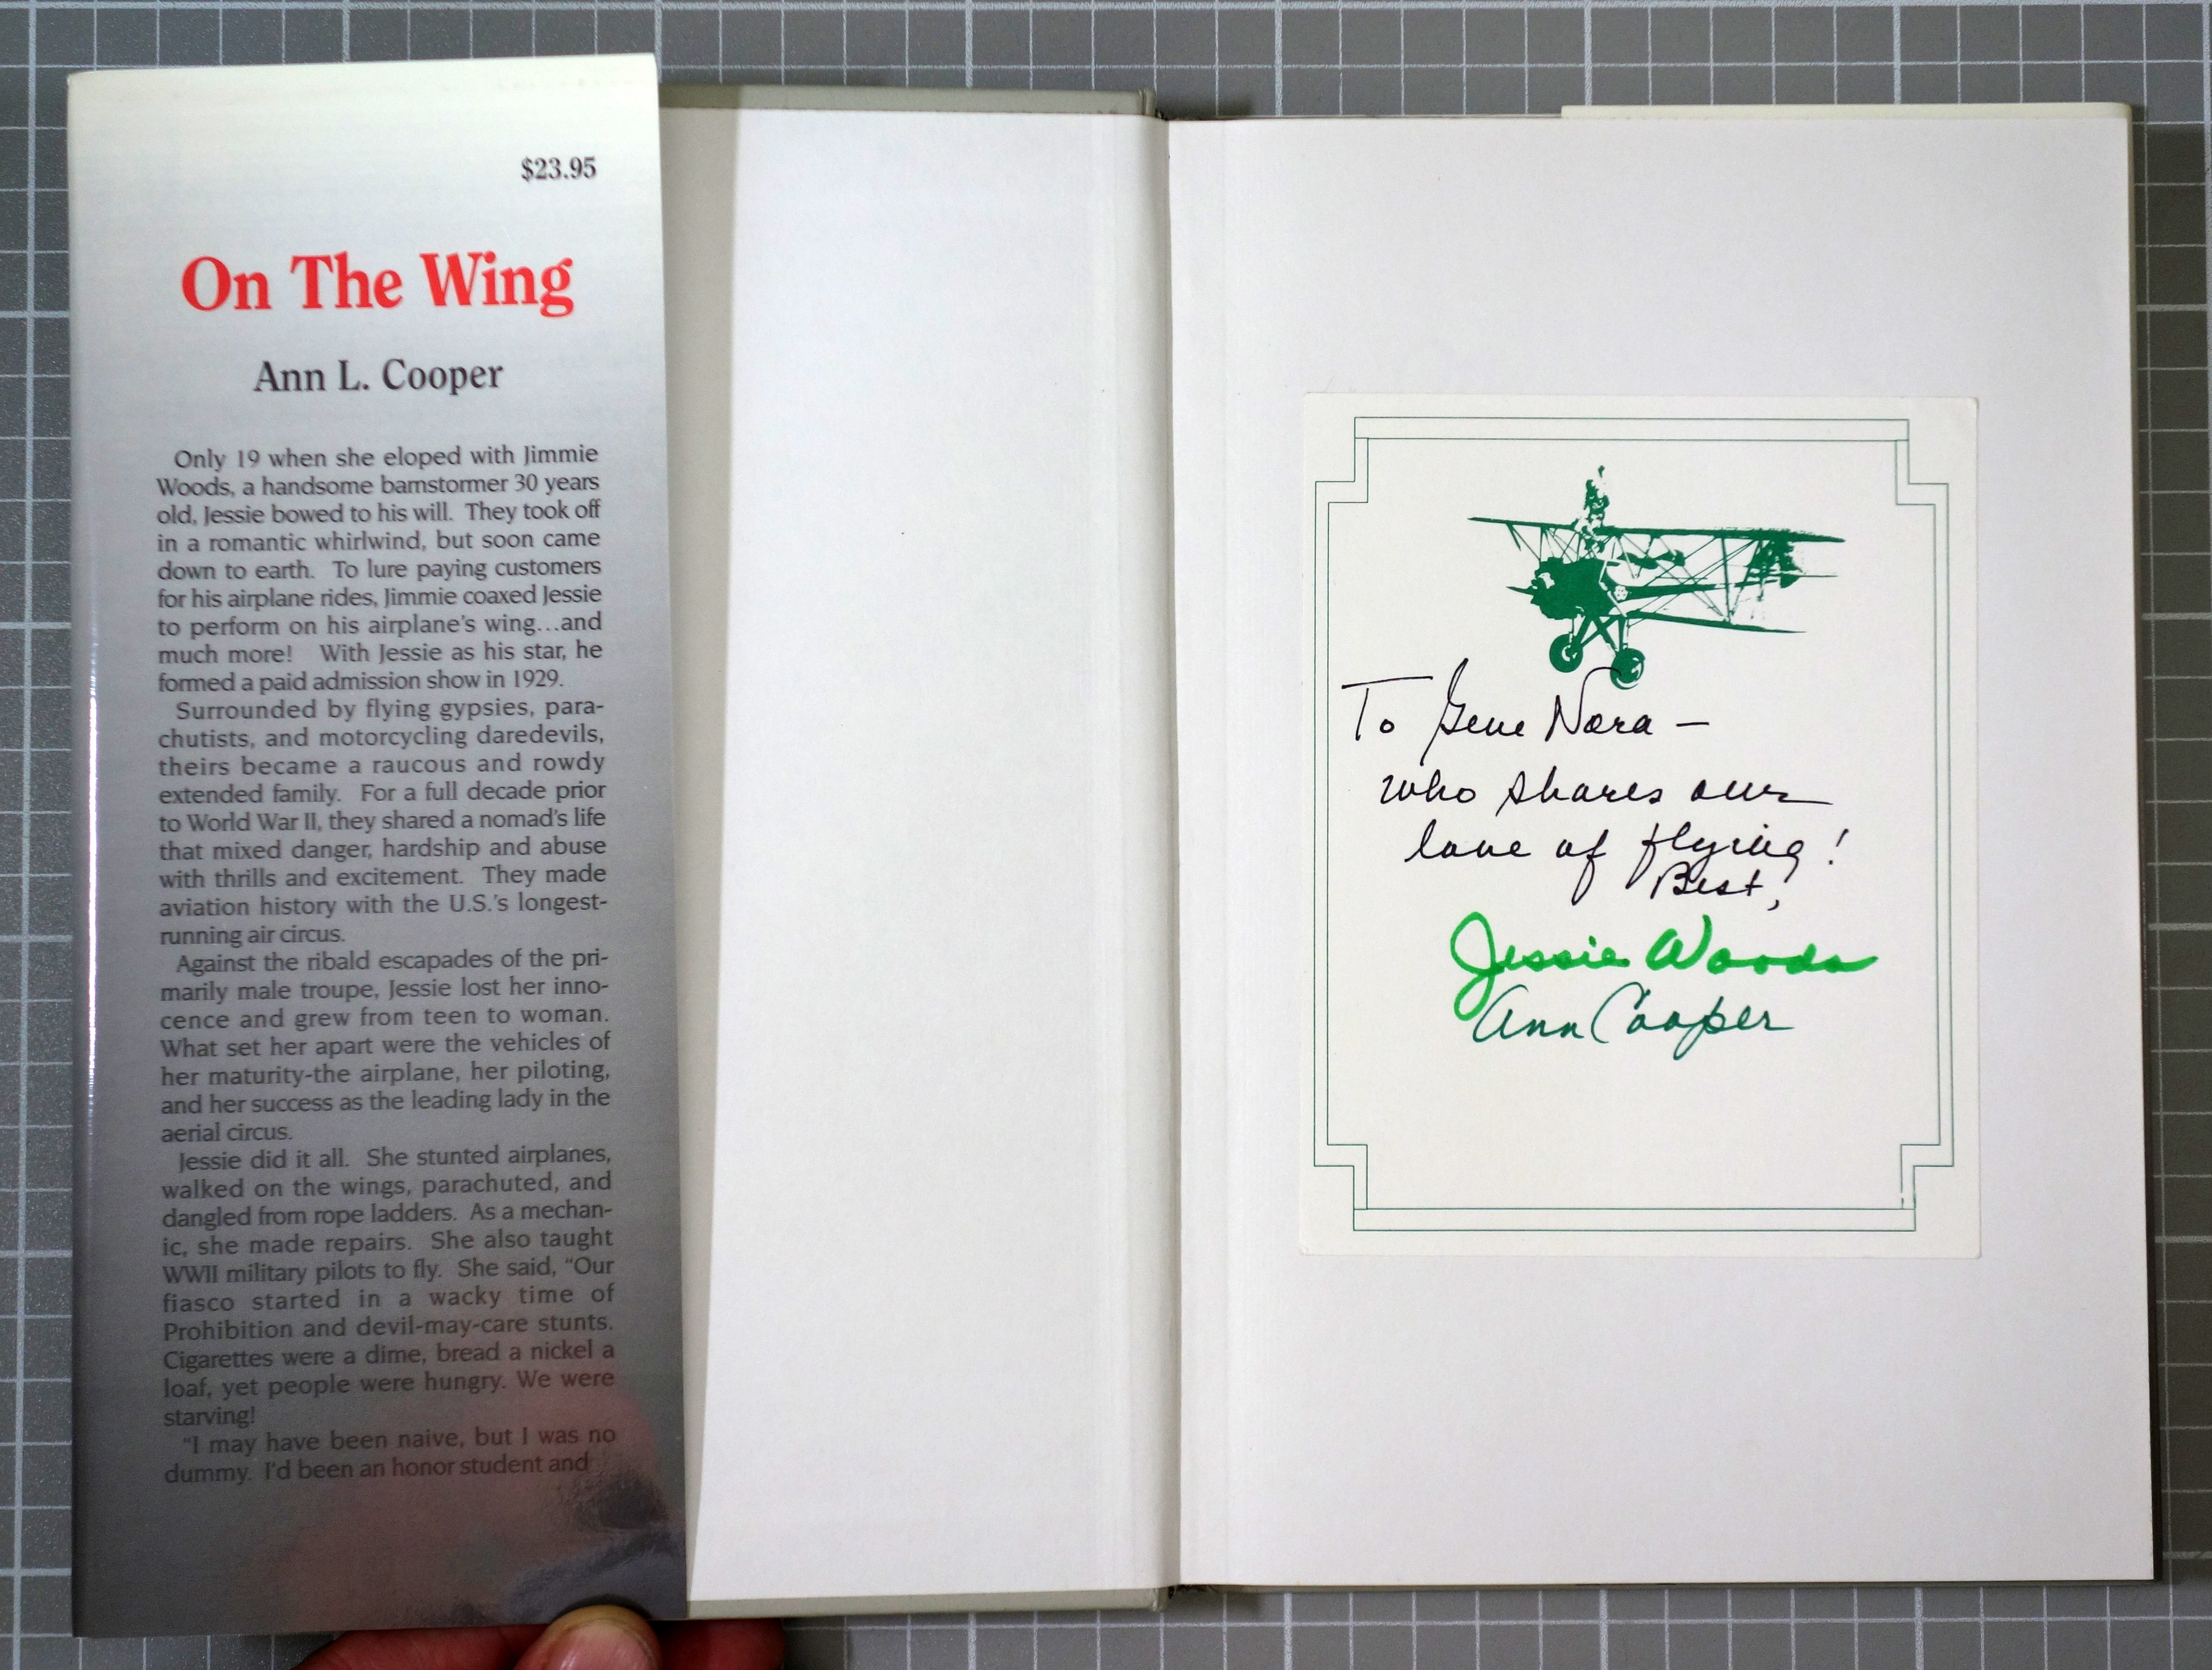 $23.95
On The Wing
Ann L. Cooper
Only 19 when she eloped with Jimmie
Woods, a handsome barnstormer 30 years
old, Jessie bowed to his will. They took off
in a romantic whirlwind, but soon came
down to earth. To lure paying customers
for his airplane rides, Jimmie coaxed Jessie
to perform on his airplane's wing...and
much more! With Jessie as his star, he
formed a paid admission show in 1929.
Surrounded by flying gypsies, para-
chutists, and motorcycling daredevils,
theirs became a raucous and rowdy
extended family. For a full decade prior
to World War II, they shared a nomad's life
that mixed danger, hardship and abuse
with thrills and excitement. They made
aviation history with the U.S.'s longest-
running air circus.
Against the ribald escapades of the pri-
marily male troupe, Jessie lost her inno-
cence and grew from teen to woman.
What set her apart were the vehicles of
her maturity-the airplane, her piloting,
and her success as the leading lady in the
aerial circus.
Jessie did it all. She stunted airplanes,
walked on the wings, parachuted, and
dangled from rope ladders. As a mechan-
ic, she made repairs. She also taught
WWII military pilots to fly. She said, "Our
fiasco started in a wacky time of
Prohibition and devil-may-care stunts.
Cigarettes were a dime, bread a nickel a
loaf, yet people were hungry. We were
starving!
"I may have been naive, but I was no
dummy. I'd been an honor student and
To Gene Nora —
who shares our
love of flying!
Best,
Jessie Woods
Ann Cooper